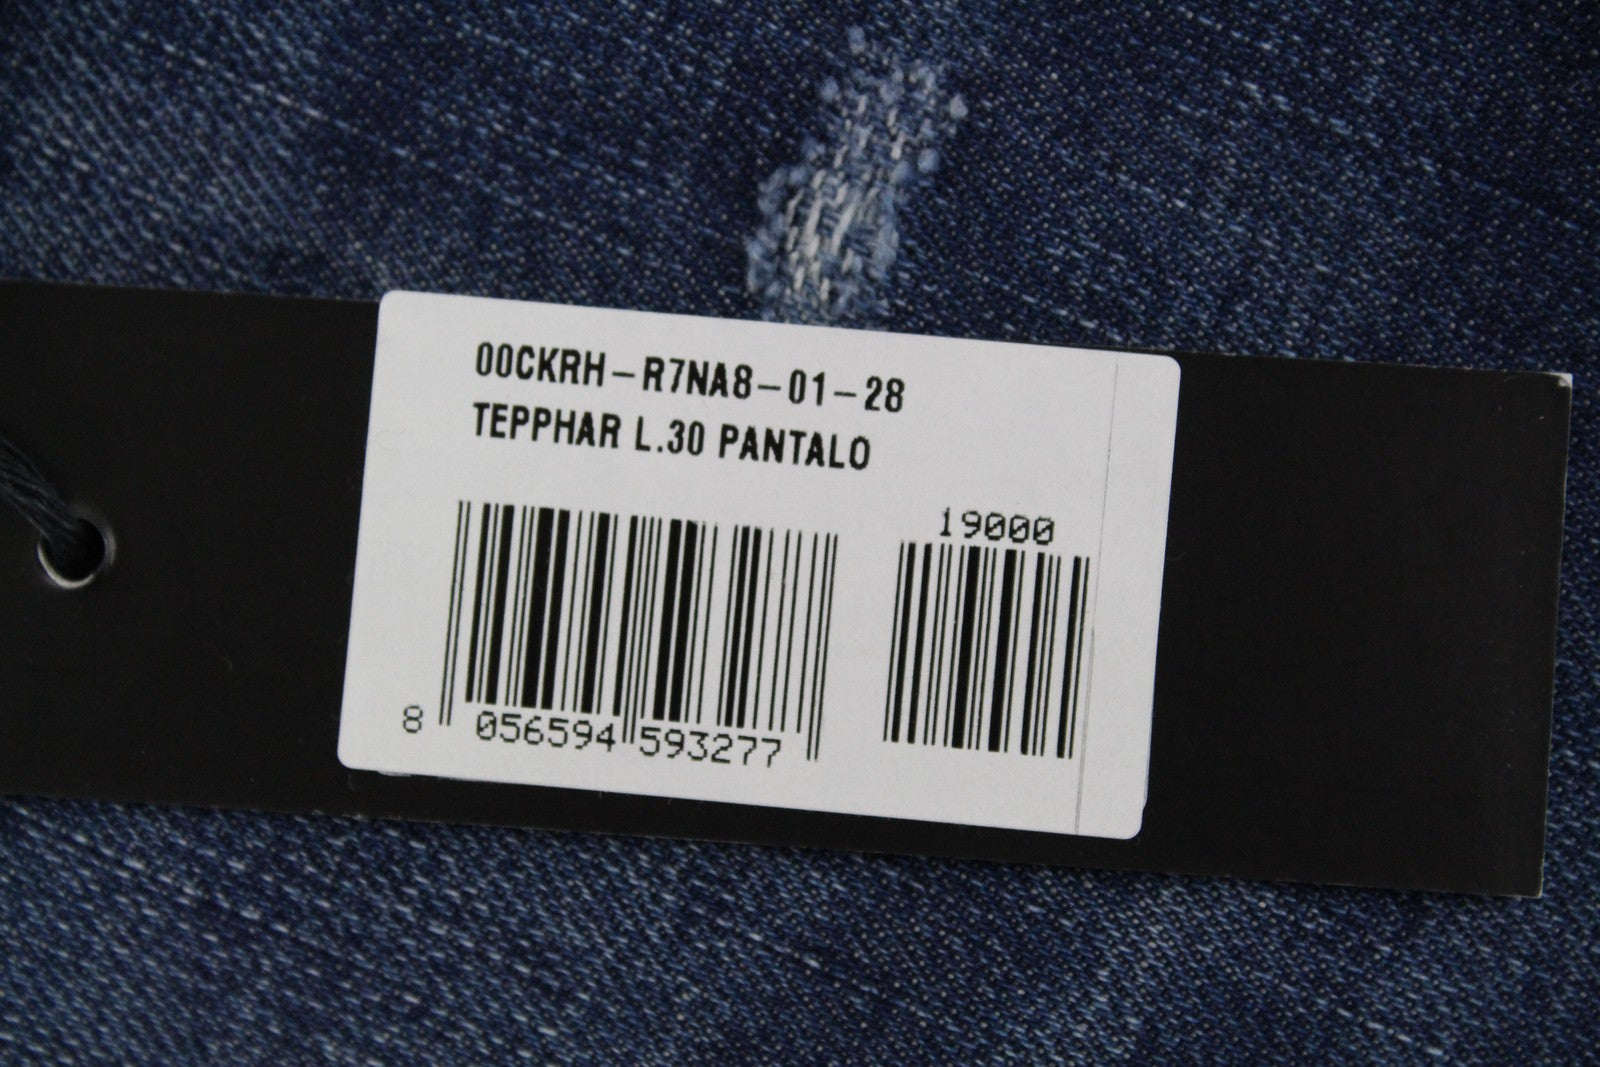 00CKRH-R7NA8-01-28
TEPPHAR L.30 PANTALO
19000
8 056594 593277